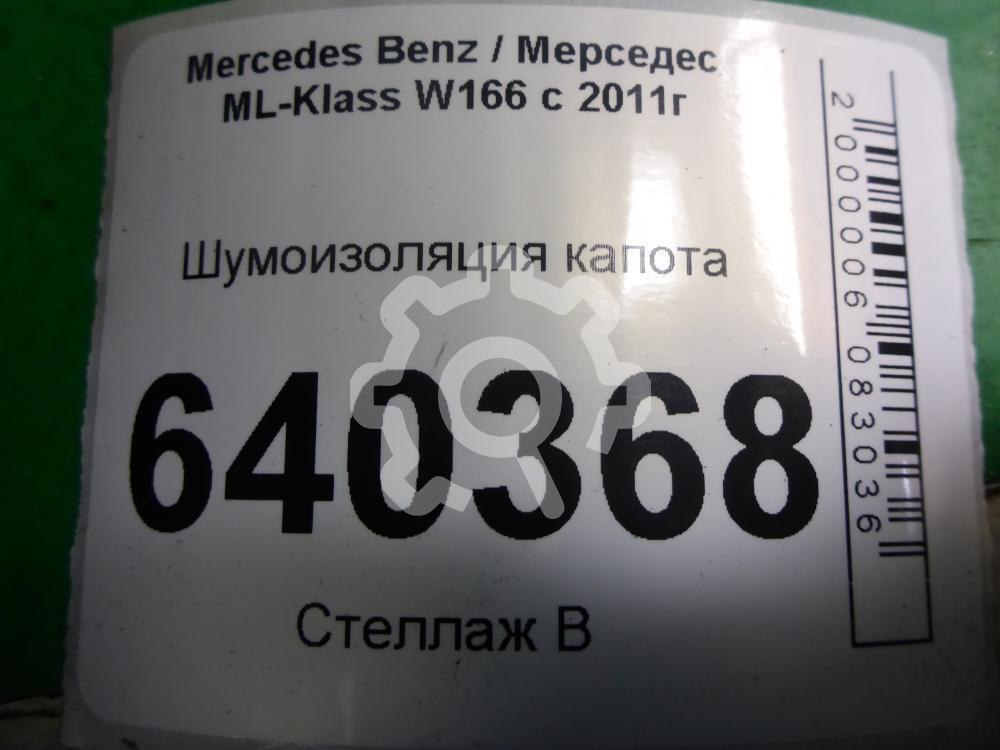 Mercedes Benz / Мерседес
ML-Klass W166 с 2011г
Шумоизоляция капота
640368
Стеллаж В
2000006083036